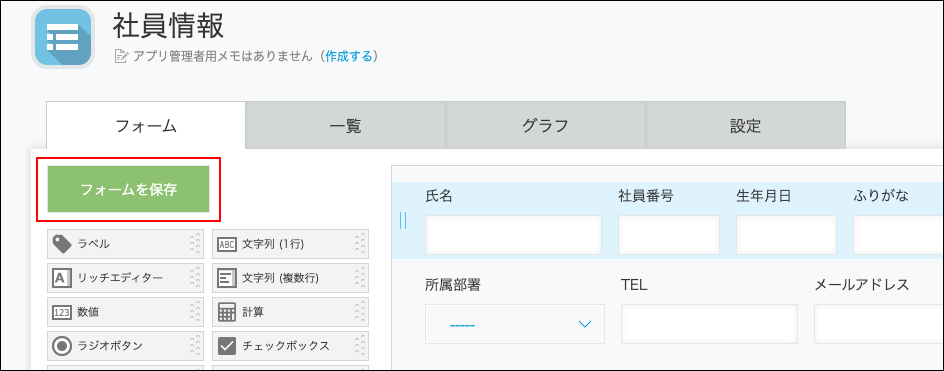 社員情報
アプリ管理者用メモはありません（作成する）
フォーム 一覧 グラフ 設定
フォームを保存
氏名 社員番号 生年月日 ふりがな
ラベル ABC 文字列 (1行)
A リッチエディター 文字列 (複数行)
所属部署 TEL メールアドレス
123 数値 計算
-----
ラジオボタン チェックボックス